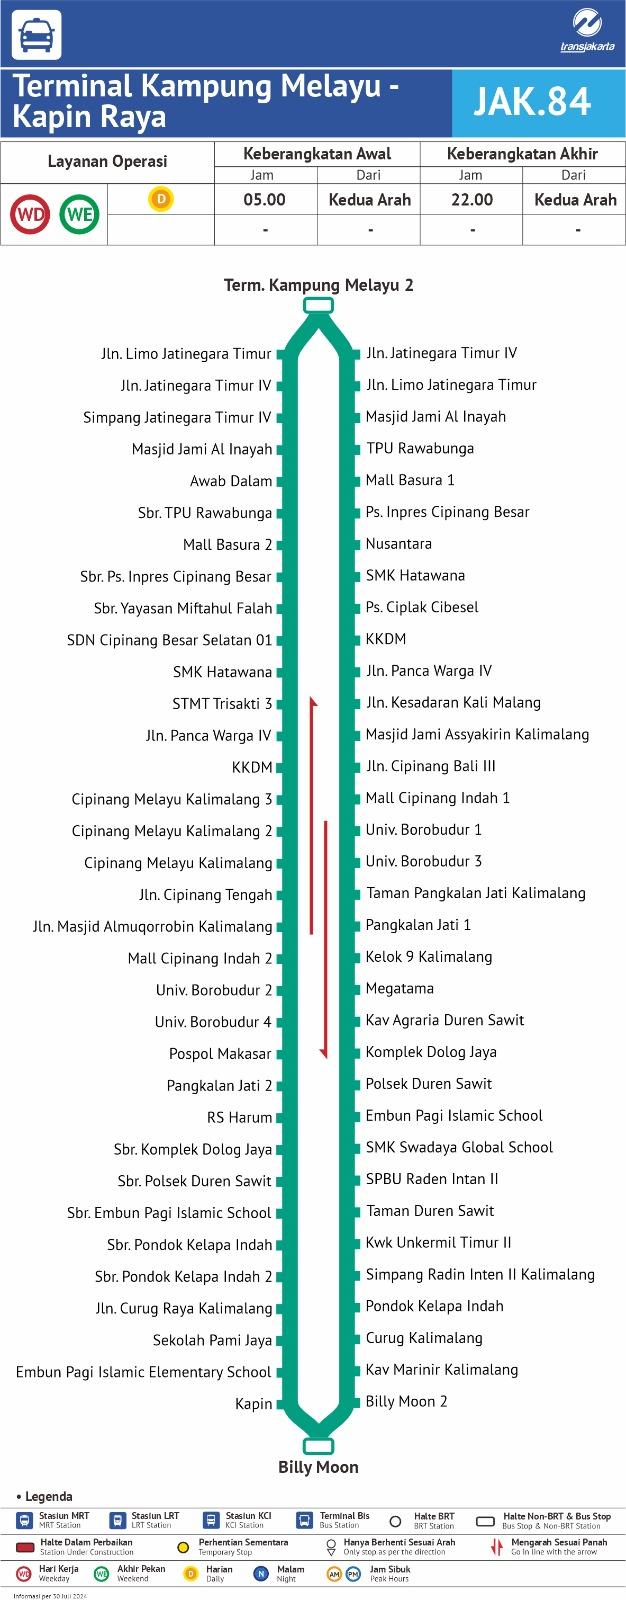 transjakarta
Terminal Kampung Melayu -
Kapin Raya
JAK.84
Layanan Operasi
Keberangkatan Awal
Keberangkatan Akhir
Jam
Dari
Jam
Dari
WD
WE
D
05.00
Kedua Arah
22.00
Kedua Arah
-
-
-
-
Term. Kampung Melayu 2
Jln. Limo Jatinegara Timur
Jln. Jatinegara Timur IV
Simpang Jatinegara Timur IV
Masjid Jami Al Inayah
Awab Dalam
Sbr. TPU Rawabunga
Mall Basura 2
Sbr. Ps. Inpres Cipinang Besar
Sbr. Yayasan Miftahul Falah
SDN Cipinang Besar Selatan 01
SMK Hatawana
STMT Trisakti 3
Jln. Panca Warga IV
KKDM
Cipinang Melayu Kalimalang 3
Cipinang Melayu Kalimalang 2
Cipinang Melayu Kalimalang
Jln. Cipinang Tengah
Jln. Masjid Almuqorrobin Kalimalang
Mall Cipinang Indah 2
Univ. Borobudur 2
Univ. Borobudur 4
Pospol Makasar
Pangkalan Jati 2
RS Harum
Sbr. Komplek Dolog Jaya
Sbr. Polsek Duren Sawit
Sbr. Embun Pagi Islamic School
Sbr. Pondok Kelapa Indah
Sbr. Pondok Kelapa Indah 2
Jln. Curug Raya Kalimalang
Sekolah Pami Jaya
Embun Pagi Islamic Elementary School
Kapin
Jln. Jatinegara Timur IV
Jln. Limo Jatinegara Timur
Masjid Jami Al Inayah
TPU Rawabunga
Mall Basura 1
Ps. Inpres Cipinang Besar
Nusantara
SMK Hatawana
Ps. Ciplak Cibesel
KKDM
Jln. Panca Warga IV
Jln. Kesadaran Kali Malang
Masjid Jami Assyakirin Kalimalang
Jln. Cipinang Bali III
Mall Cipinang Indah 1
Univ. Borobudur 1
Univ. Borobudur 3
Taman Pangkalan Jati Kalimalang
Pangkalan Jati 1
Kelok 9 Kalimalang
Megatama
Kav Agraria Duren Sawit
Komplek Dolog Jaya
Polsek Duren Sawit
Embun Pagi Islamic School
SMK Swadaya Global School
SPBU Raden Intan II
Taman Duren Sawit
Kwk Unkermil Timur II
Simpang Radin Inten II Kalimalang
Pondok Kelapa Indah
Curug Kalimalang
Kav Marinir Kalimalang
Billy Moon 2
Billy Moon
• Legenda
Stasiun MRT
MRT Station
Stasiun LRT
LRT Station
Stasiun KCI
KCI Station
Terminal Bis
Bus Station
Halte BRT
BRT Station
Halte Non-BRT & Bus Stop
Bus Stop & Non-BRT Station
Halte Dalam Perbaikan
Station Under Construction
Perhentian Sementara
Temporary Stop
Hanya Berhenti Sesuai Arah
Only stop as per the direction
Mengarah Sesuai Panah
Go in line with the arrow
WD
Hari Kerja
Weekday
WE
Akhir Pekan
Weekend
D
Harian
Daily
N
Malam
Night
AM
PM
Jam Sibuk
Peak Hours
Informasi per 30 Juli 2024